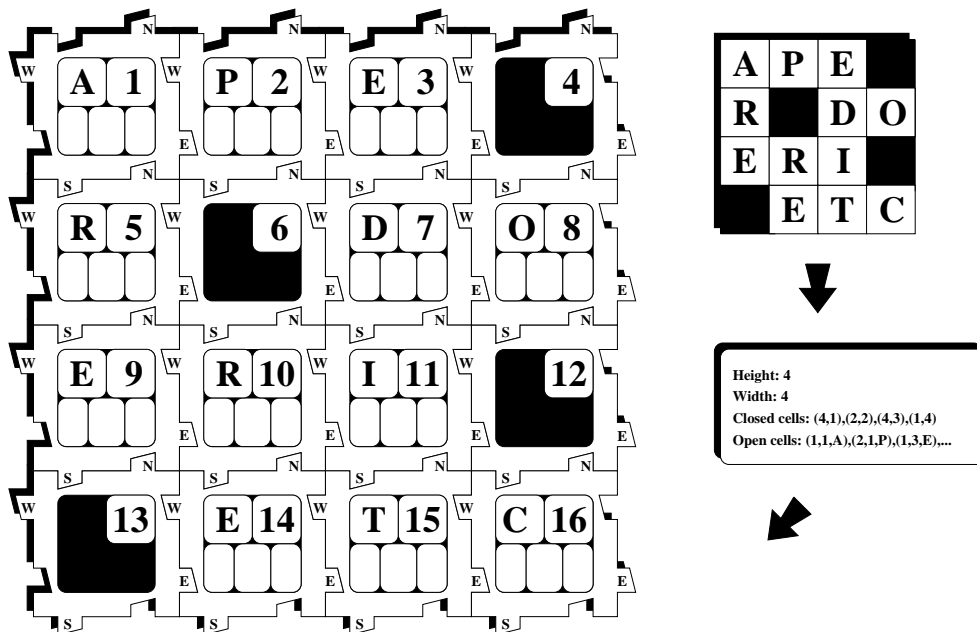 N N N N
W A 1 W P 2 W E 3 W 4
E E E E
S N S N S N S N
W R 5 W 6 W D 7 W O 8
E E E E
S N S N S N S N
W E 9 W R 10 W I 11 W 12
E E E E
S N S N S N S N
W 13 W E 14 W T 15 W C 16
E E E E
S N S N S N S N
A P E
R D O
E R I
E T C
Height: 4
Width: 4
Closed cells: (4,1),(2,2),(4,3),(1,4)
Open cells: (1,1,A),(2,1,P),(1,3,E),...